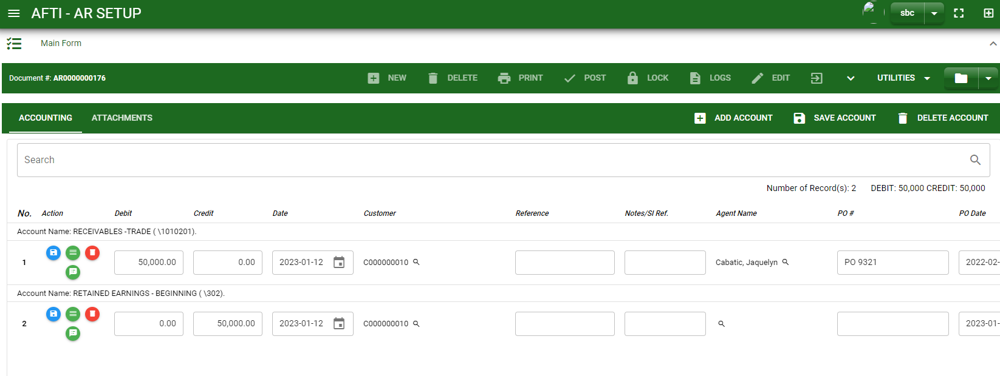 AFTI - AR SETUP
sbc
Main Form
Document #: AR0000000176
NEW DELETE PRINT POST LOCK LOGS EDIT UTILITIES
ACCOUNTING ATTACHMENTS ADD ACCOUNT SAVE ACCOUNT DELETE ACCOUNT
Search
Number of Record(s): 2 DEBIT: 50,000 CREDIT: 50,000
No. Action Debit Credit Date Customer Reference Notes/SI Ref. Agent Name PO # PO Date
Account Name: RECEIVABLES -TRADE ( \1010201).
1 50,000.00 0.00 2023-01-12 C000000010 Cabatic, Jaquelyn PO 9321 2022-02-
Account Name: RETAINED EARNINGS - BEGINNING ( \302).
2 0.00 50,000.00 2023-01-12 C000000010 2023-01-